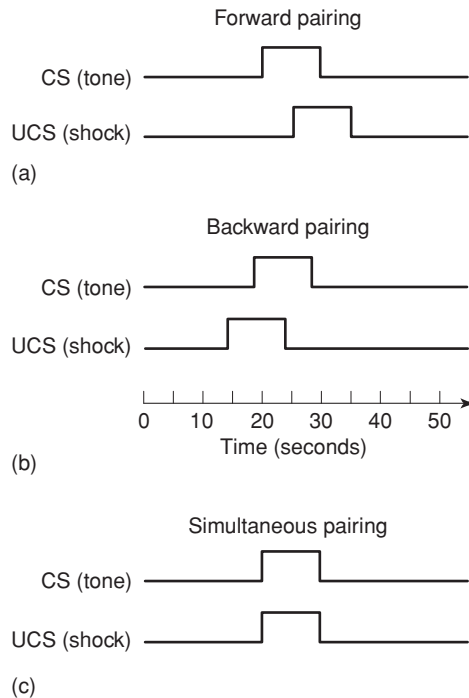 Forward pairing
CS (tone)
UCS (shock)
(a)
Backward pairing
CS (tone)
UCS (shock)
0 10 20 30 40 50
Time (seconds)
(b)
Simultaneous pairing
CS (tone)
UCS (shock)
(c)